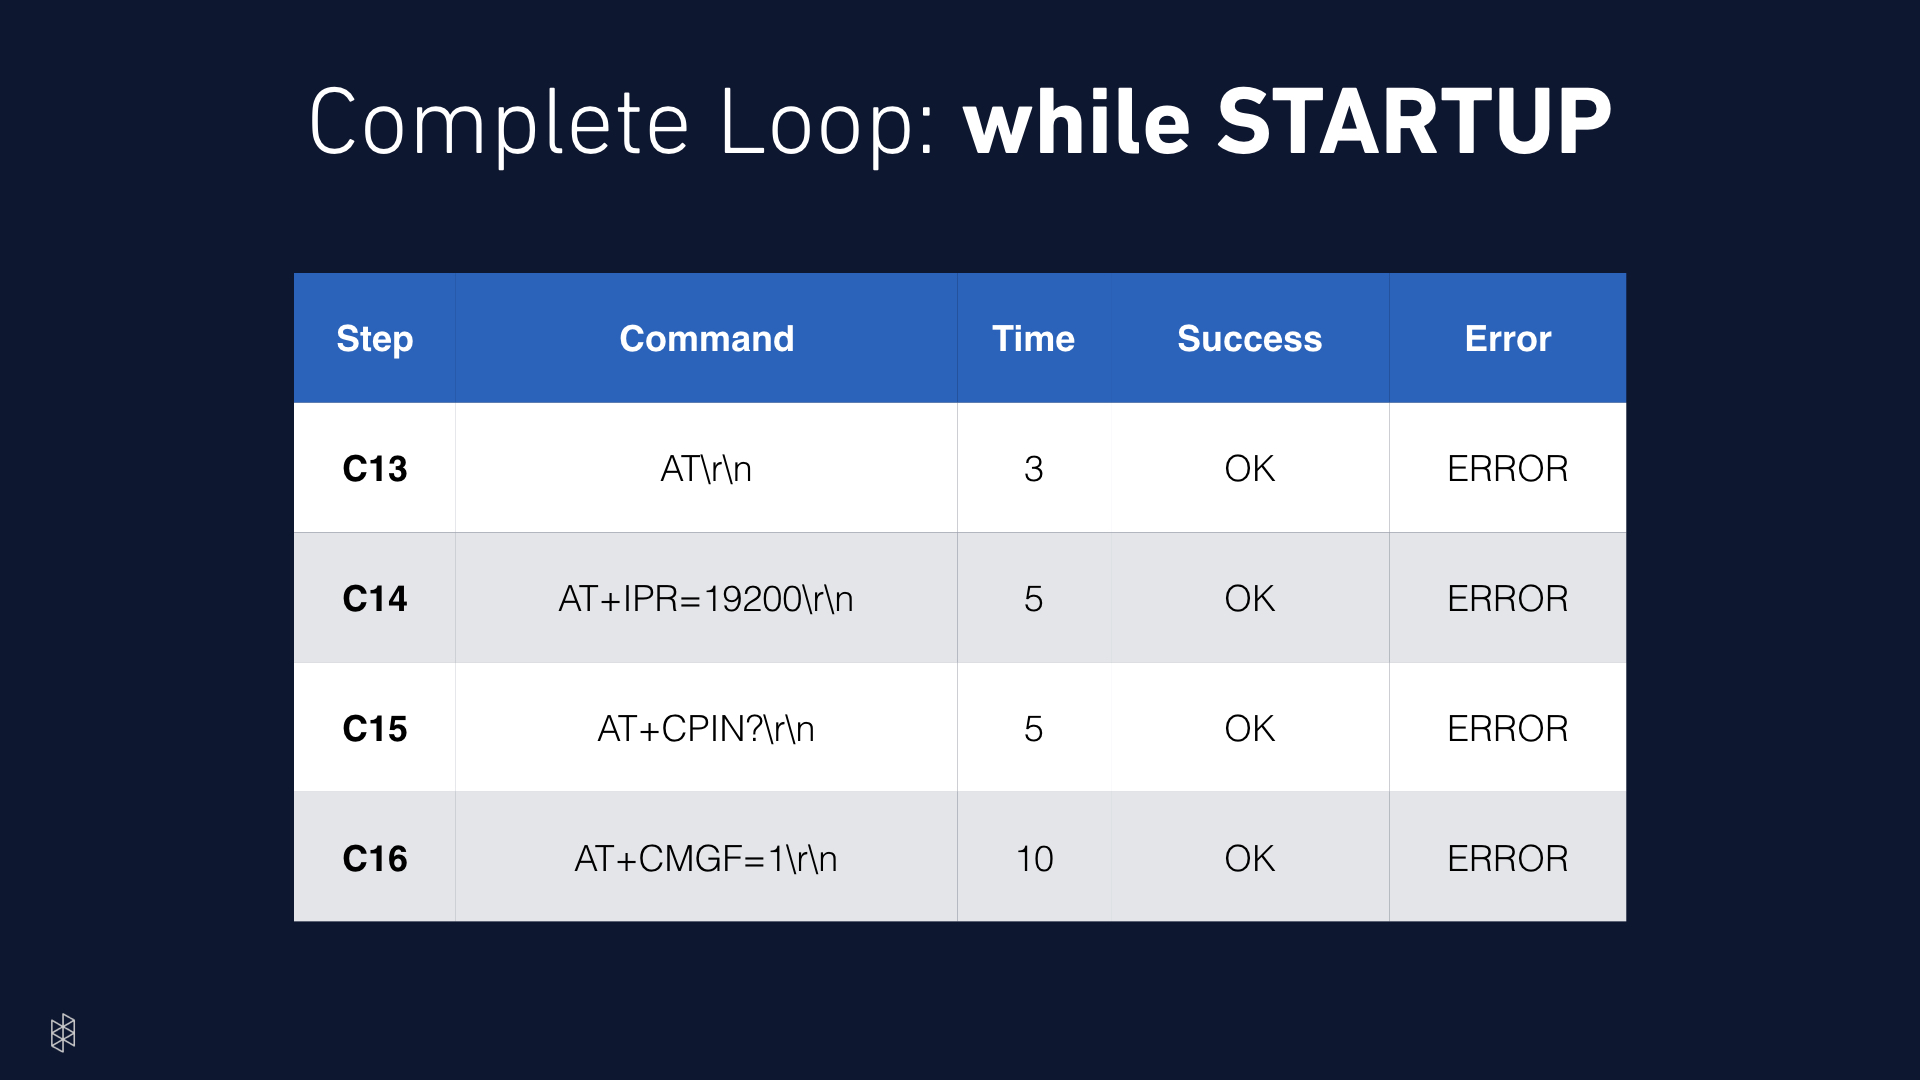 Complete Loop: while STARTUP
Step Command Time Success Error
C13 AT\r\n 3 OK ERROR
C14 AT+IPR=19200\r\n 5 OK ERROR
C15 AT+CPIN?\r\n 5 OK ERROR
C16 AT+CMGF=1\r\n 10 OK ERROR